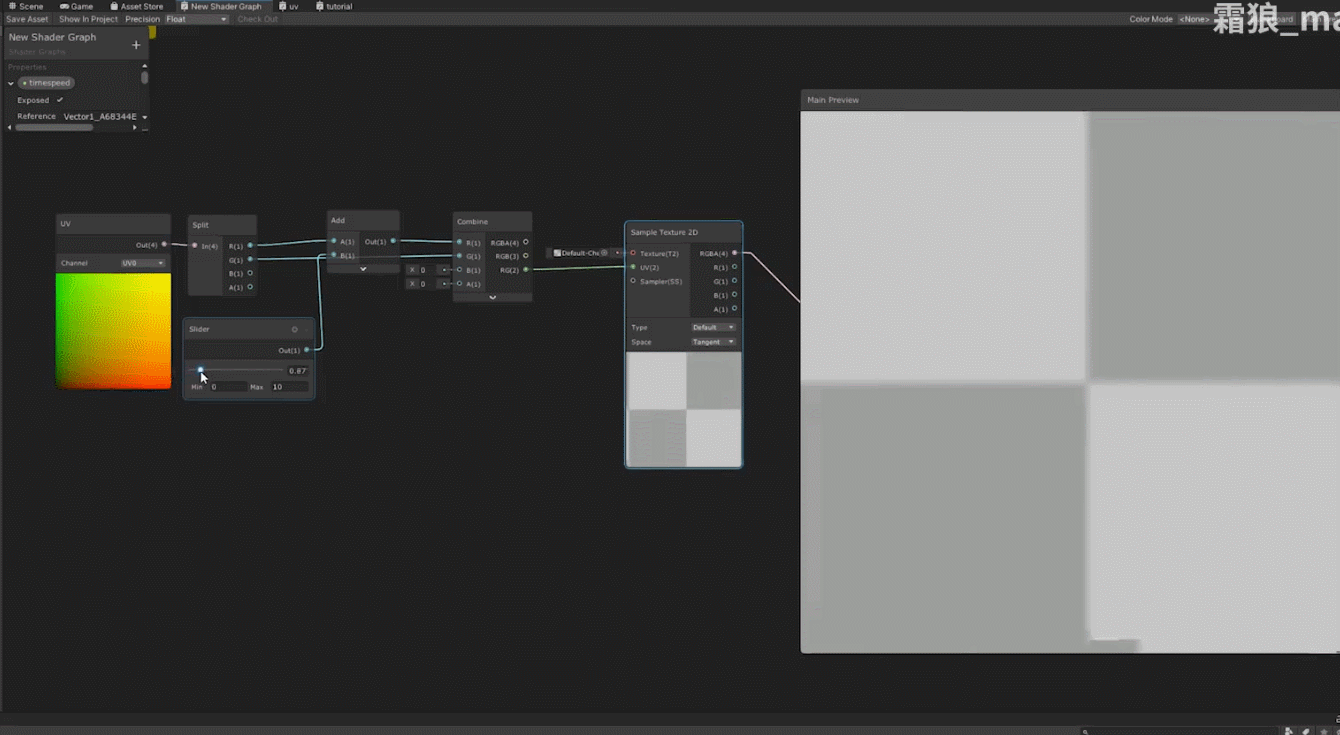 Scene Game Asset Store New Shader Graph uv tutorial
Save Asset Show In Project Precision Float Check Out Color Mode <None>
霜狼_ma
New Shader Graph
Shader Graphs
Properties
timespeed
Exposed
Reference Vector1_A68344E
Main Preview
UV
Out(4)
Channel UV0
Split
In(4) R(1)
G(1)
B(1)
A(1)
Add
A(1) Out(1)
B(1)
Combine
R(1) RGBA(4)
G(1) RGB(3)
X 0 B(1) RG(2)
X 0 A(1)
Slider
Out(1)
0.87
Min 0 Max 10
Sample Texture 2D
Default-Che Texture(T2) RGBA(4)
UV(2) R(1)
Sampler(SS) G(1)
B(1)
A(1)
Type Default
Space Tangent